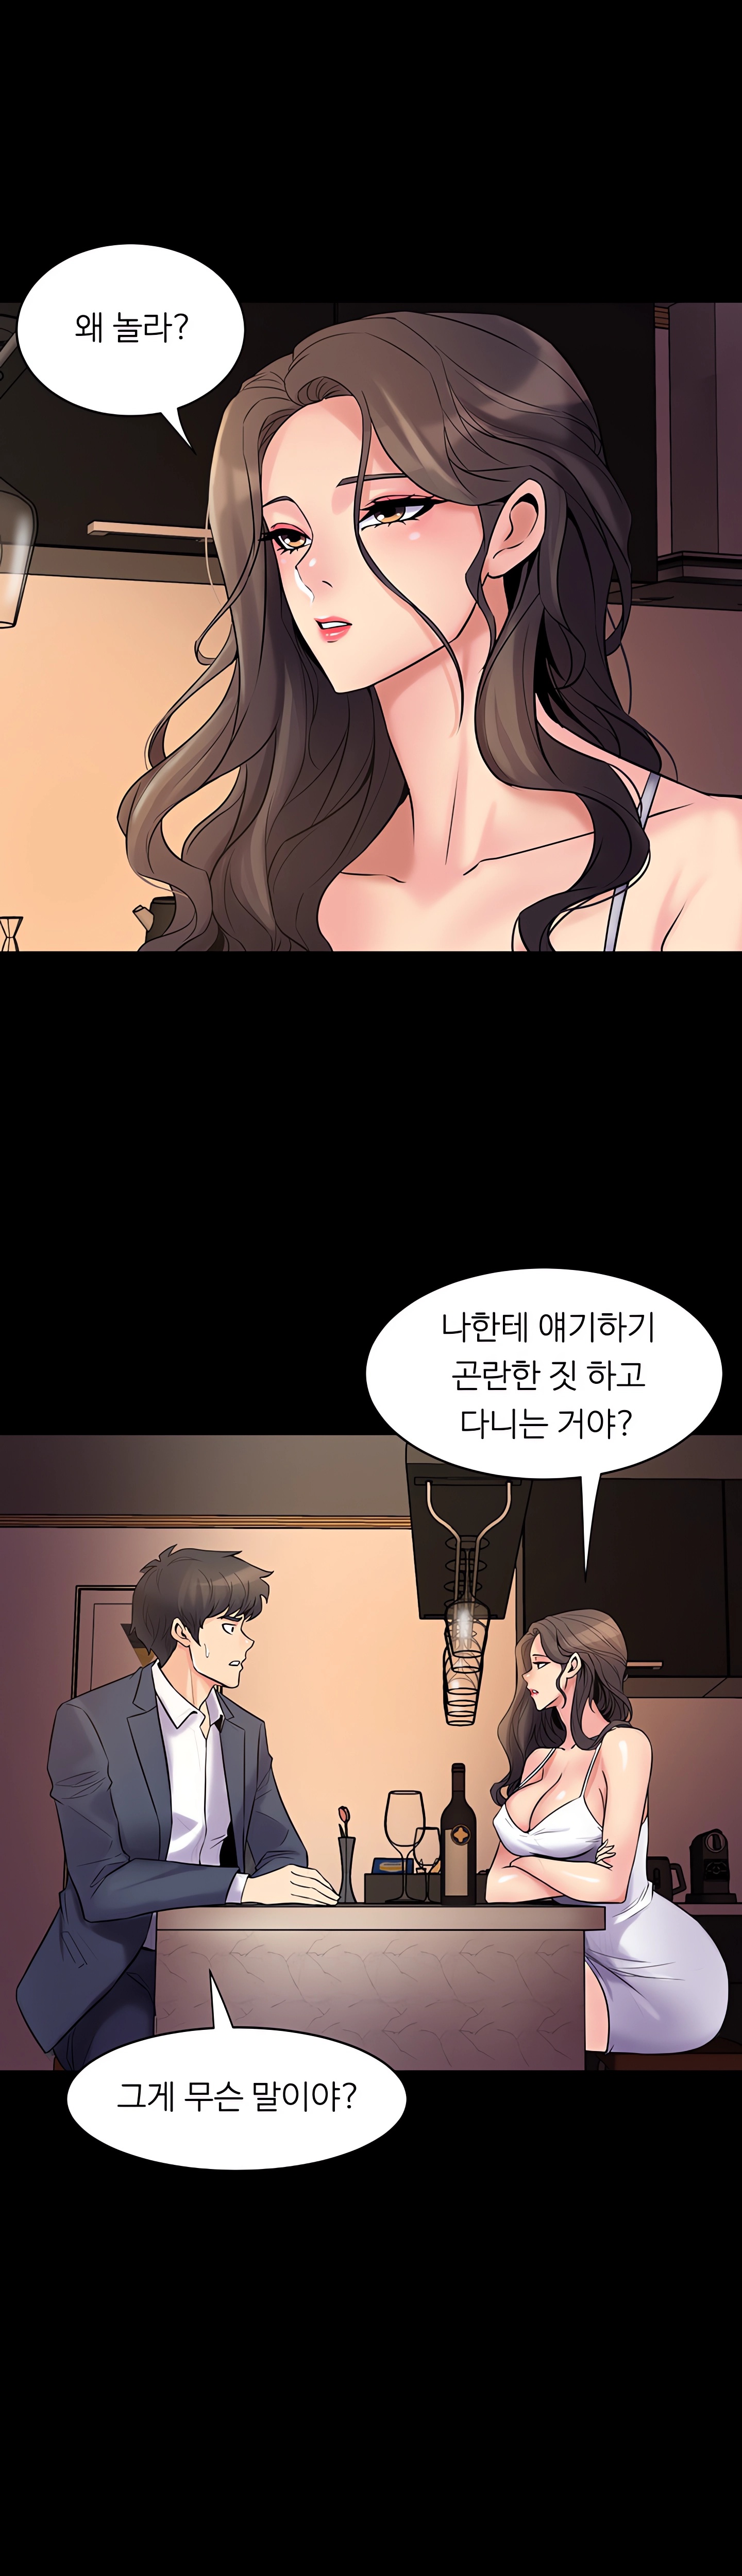 왜 놀라?
나한테 얘기하기
곤란한 짓 하고
다니는 거야?
그게 무슨 말이야?